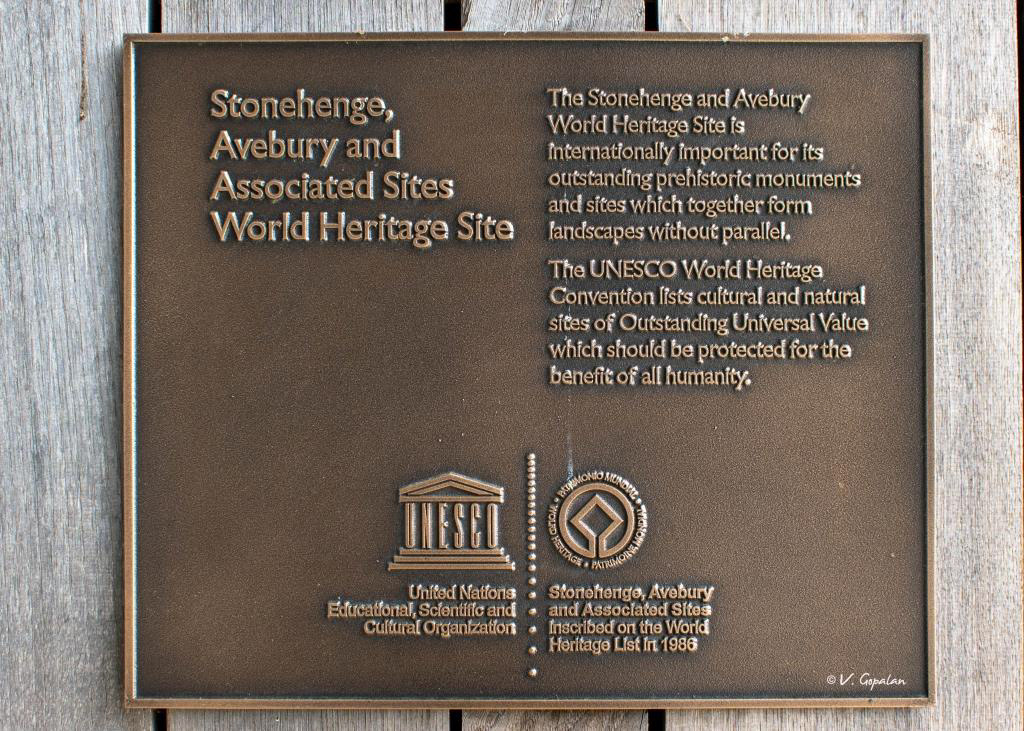 Stonehenge,
Avebury and
Associated Sites
World Heritage Site
The Stonehenge and Avebury
World Heritage Site is
internationally important for its
outstanding prehistoric monuments
and sites which together form
landscapes without parallel.
The UNESCO World Heritage
Convention lists cultural and natural
sites of Outstanding Universal Value
which should be protected for the
benefit of all humanity.
UNESCO
United Nations
Educational, Scientific and
Cultural Organization
WORLD HERITAGE • PATRIMOINE MONDIAL • PATRIMONIO MUNDIAL •
Stonehenge, Avebury
and Associated Sites
inscribed on the World
Heritage List in 1986
© V. Gopalan